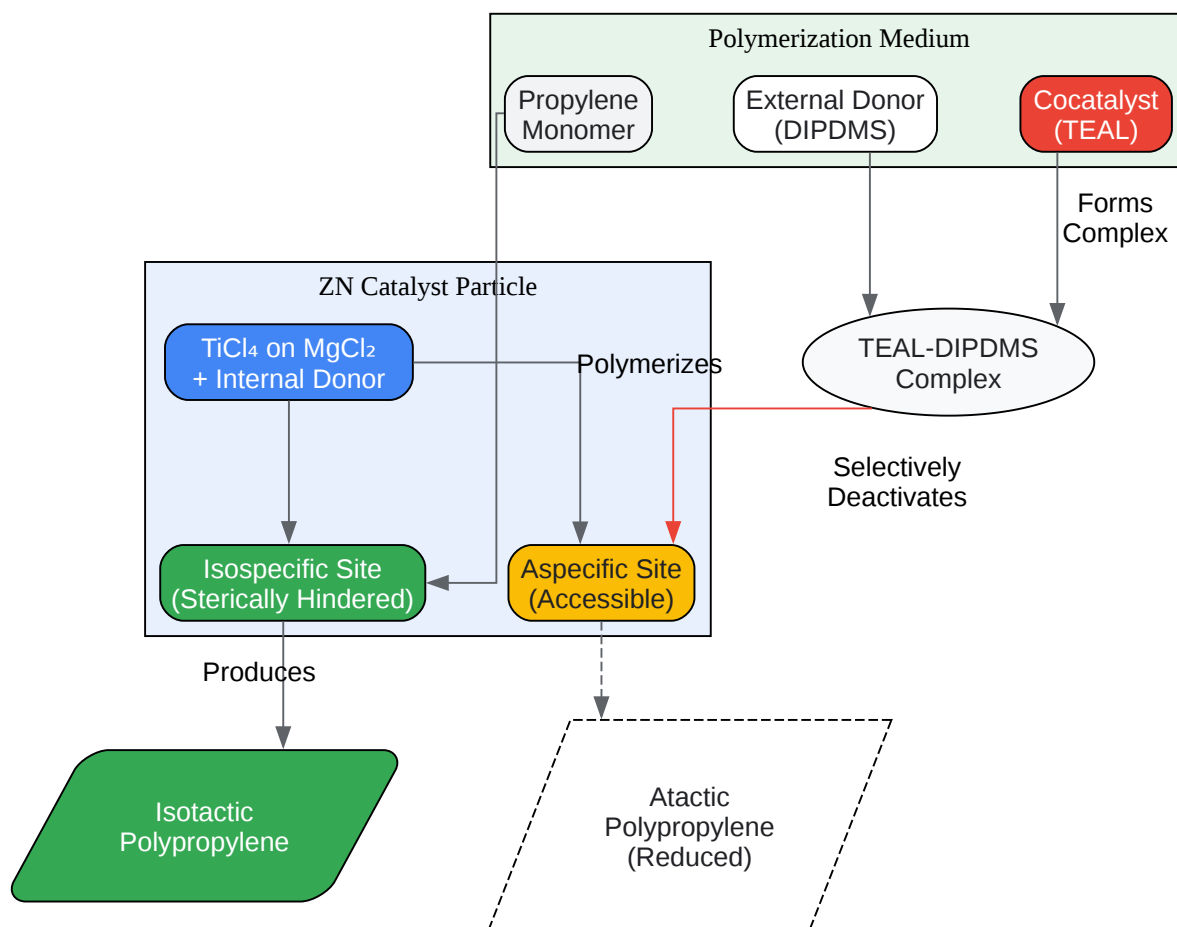 Polymerization Medium
Propylene
Monomer
External Donor
(DIPDMS)
Cocatalyst
(TEAL)
Forms
Complex
ZN Catalyst Particle
TiCl₄ on MgCl₂
+ Internal Donor
Polymerizes
TEAL-DIPDMS
Complex
Selectively
Deactivates
Isospecific Site
(Sterically Hindered)
Aspecific Site
(Accessible)
Produces
Isotactic
Polypropylene
Atactic
Polypropylene
(Reduced)